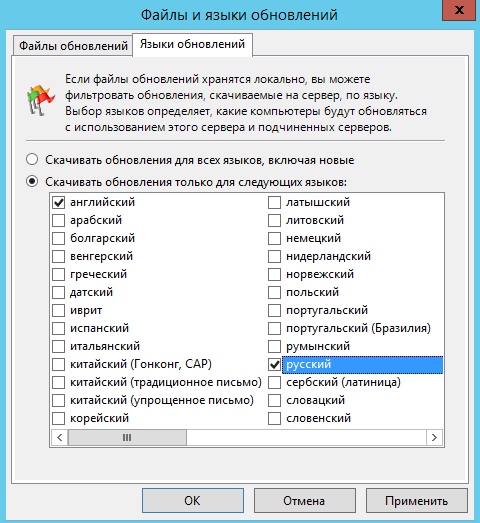 Файлы и языки обновлений
x
Файлы обновлений
Языки обновлений
Если файлы обновлений хранятся локально, вы можете
фильтровать обновления, скачиваемые на сервер, по языку.
Выбор языков определяет, какие компьютеры будут обновляться
с использованием этого сервера и подчиненных серверов.
Скачивать обновления для всех языков, включая новые
Скачивать обновления только для следующих языков:
английский
арабский
болгарский
венгерский
греческий
датский
иврит
испанский
итальянский
китайский (Гонконг, САР)
китайский (традиционное письмо)
китайский (упрощенное письмо)
корейский
латышский
литовский
немецкий
нидерландский
норвежский
польский
португальский
португальский (Бразилия)
румынский
русский
сербский (латиница)
словацкий
словенский
OK
Отмена
Применить